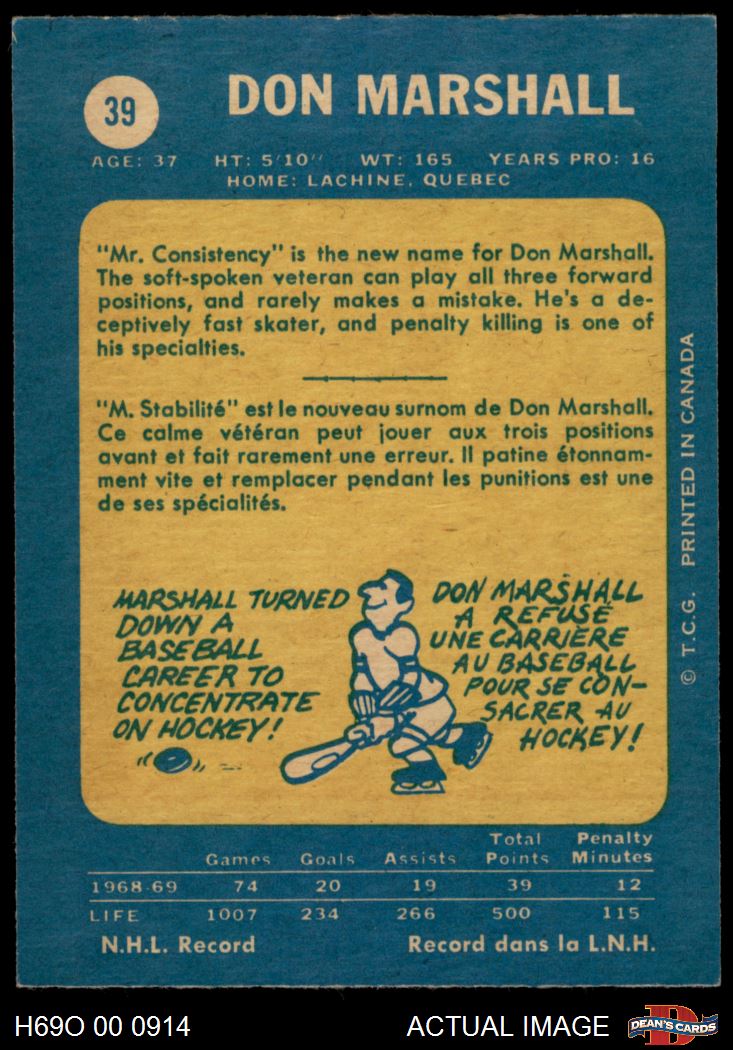 39
DON MARSHALL
AGE: 37 HT: 5'10'' WT: 165 YEARS PRO: 16
HOME: LACHINE, QUEBEC
"Mr. Consistency" is the new name for Don Marshall.
The soft-spoken veteran can play all three forward
positions, and rarely makes a mistake. He's a de-
ceptively fast skater, and penalty killing is one of
his specialties.
"M. Stabilité" est le nouveau surnom de Don Marshall.
Ce calme vétéran peut jouer aux trois positions
avant et fait rarement une erreur. Il patine étonnam-
ment vite et remplacer pendant les punitions est une
de ses spécialités.
MARSHALL TURNED
DOWN A
BASEBALL
CAREER TO
CONCENTRATE
ON HOCKEY!
DON MARSHALL
A REFUSÉ
UNE CARRIÈRE
AU BASEBALL
POUR SE CON-
SACRER AU
HOCKEY!
© T.C.G. PRINTED IN CANADA
Games Goals Assists Total Points Penalty Minutes
1968-69 74 20 19 39 12
LIFE 1007 234 266 500 115
N.H.L. Record Record dans la L.N.H.
H69O 00 0914 ACTUAL IMAGE D DEAN'S CARDS